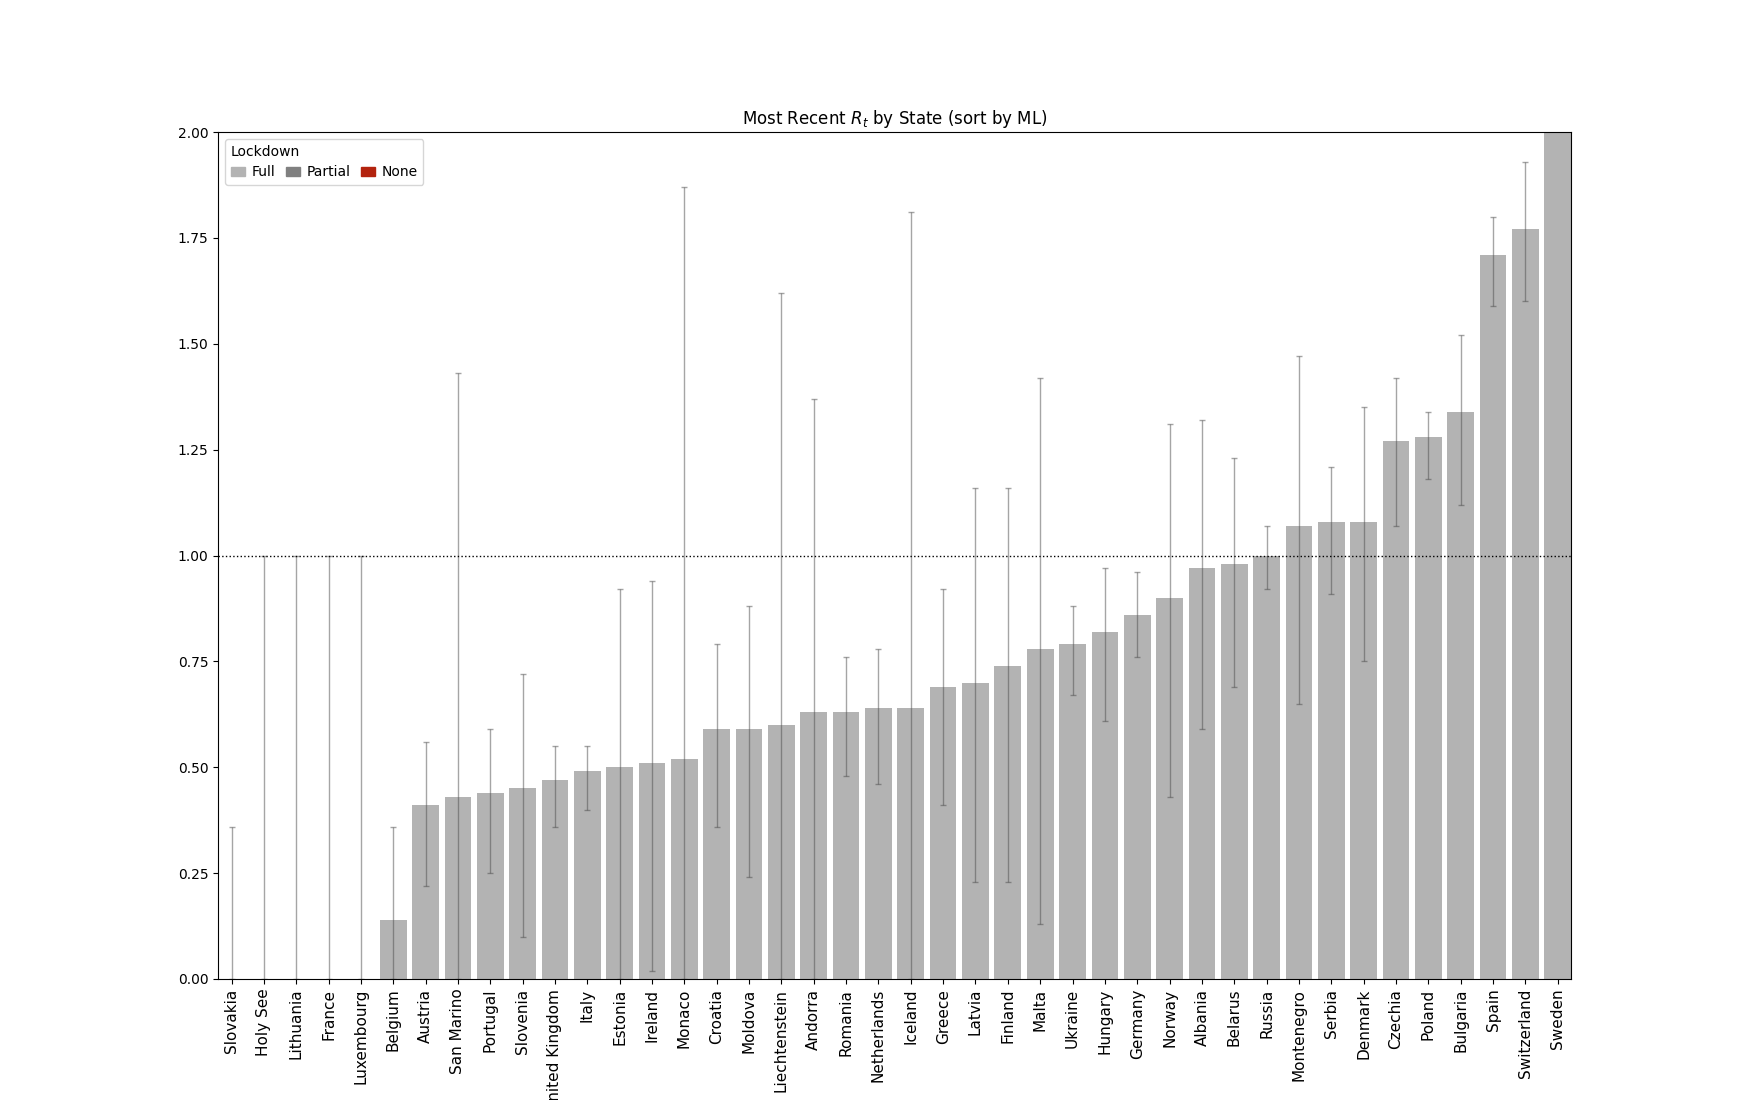 Most Recent R_t by State (sort by ML)
Lockdown
Full Partial None
2.00
1.75
1.50
1.25
1.00
0.75
0.50
0.25
0.00
Slovakia
Holy See
Lithuania
France
Luxembourg
Belgium
Austria
San Marino
Portugal
Slovenia
nited Kingdom
Italy
Estonia
Ireland
Monaco
Croatia
Moldova
Liechtenstein
Andorra
Romania
Netherlands
Iceland
Greece
Latvia
Finland
Malta
Ukraine
Hungary
Germany
Norway
Albania
Belarus
Russia
Montenegro
Serbia
Denmark
Czechia
Poland
Bulgaria
Spain
Switzerland
Sweden